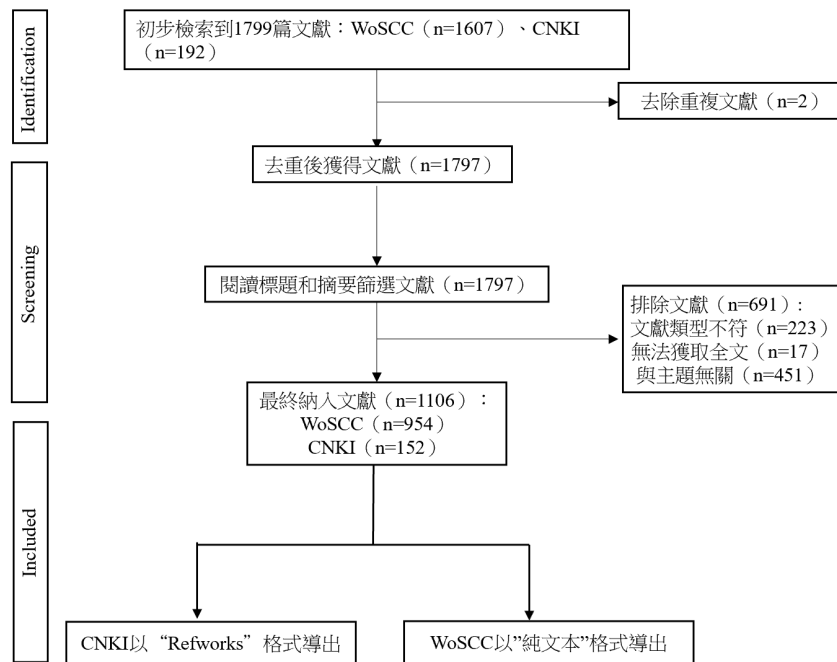 Identification
初步檢索到1799篇文獻：WoSCC（n=1607）、CNKI
（n=192）
去除重複文獻（n=2）
去重後獲得文獻（n=1797）
Screening
閱讀標題和摘要篩選文獻（n=1797）
排除文獻（n=691）:
文獻類型不符（n=223）
無法獲取全文（n=17）
與主題無關（n=451）
最終納入文獻（n=1106）：
WoSCC（n=954）
CNKI（n=152）
Included
CNKI以“Refworks”格式導出
WoSCC以”純文本”格式導出